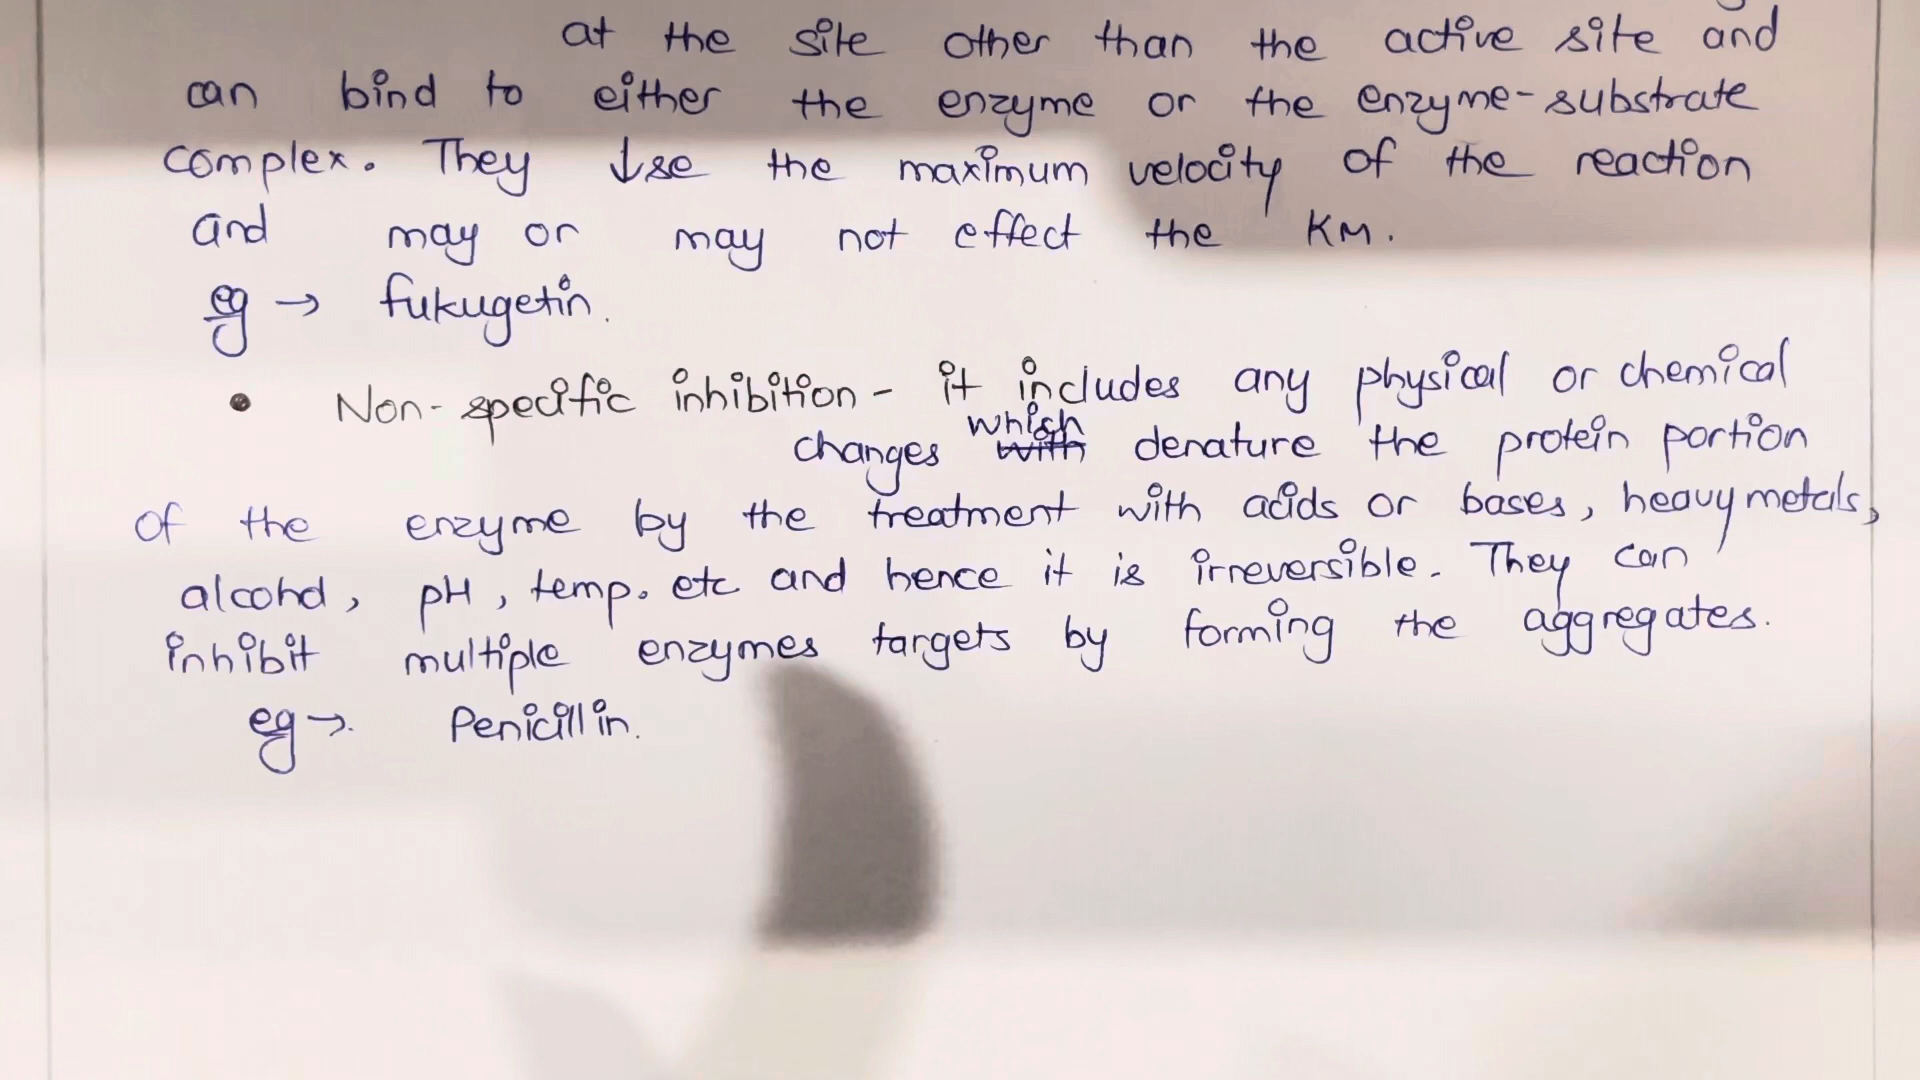 at the site other than the active site and
can bind to either the enzyme or the enzyme-substrate
complex. They ↓se the maximum velocity of the reaction
and may or may not effect the KM.
eg → fukugetin.
• Non-specific inhibition - it includes any physical or chemical
changes with which denature the protein portion
of the enzyme by the treatment with acids or bases, heavy metals,
alcohol, pH, temp. etc and hence it is irreversible. They can
inhibit multiple enzymes targets by forming the aggregates.
eg → Penicillin.